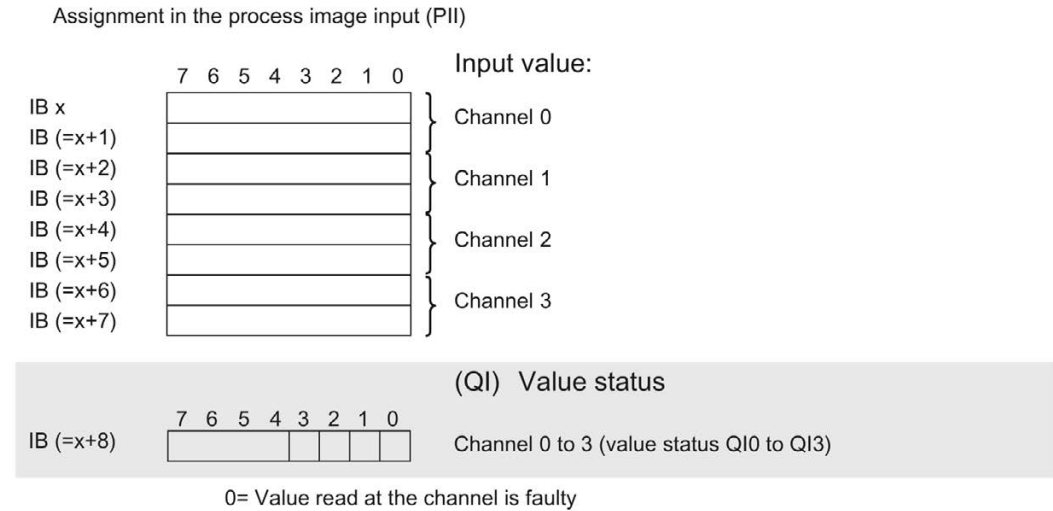 Assignment in the process image input (PII)
Input value:
7 6 5 4 3 2 1 0
IB x
Channel 0
IB (=x+1)
IB (=x+2)
Channel 1
IB (=x+3)
IB (=x+4)
Channel 2
IB (=x+5)
IB (=x+6)
Channel 3
IB (=x+7)
(QI) Value status
7 6 5 4 3 2 1 0
IB (=x+8) Channel 0 to 3 (value status QI0 to QI3)
0= Value read at the channel is faulty